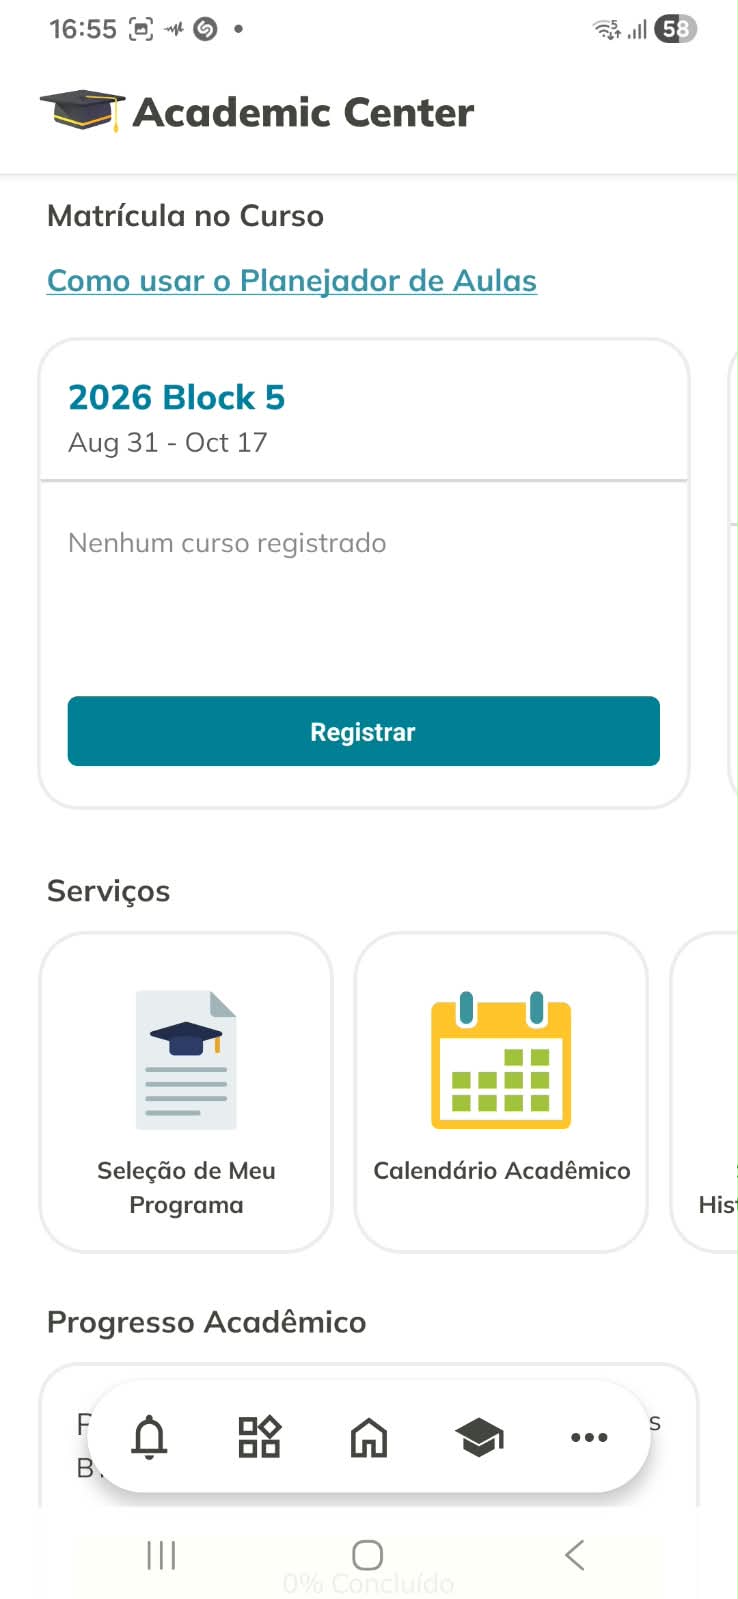 16:55
58
Academic Center
Matrícula no Curso
Como usar o Planejador de Aulas
2026 Block 5
Aug 31 - Oct 17
Nenhum curso registrado
Registrar
Serviços
Seleção de Meu
Programa
Calendário Acadêmico
Progresso Acadêmico
0% Concluído